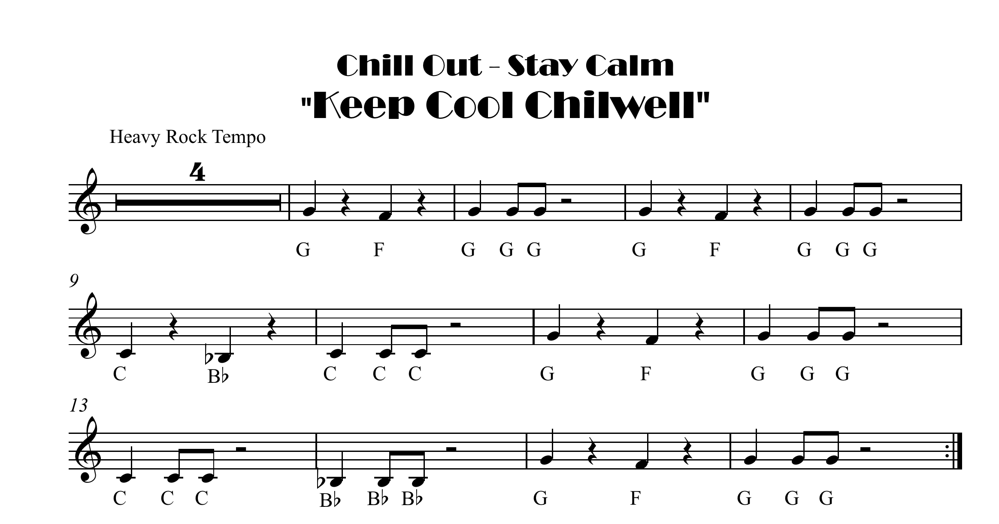 Chill Out – Stay Calm
"Keep Cool Chilwell"
Heavy Rock Tempo
4
G F G G G G F G G G
9
C B♭ C C C G F G G G
13
C C C B♭ B♭ B♭ G F G G G